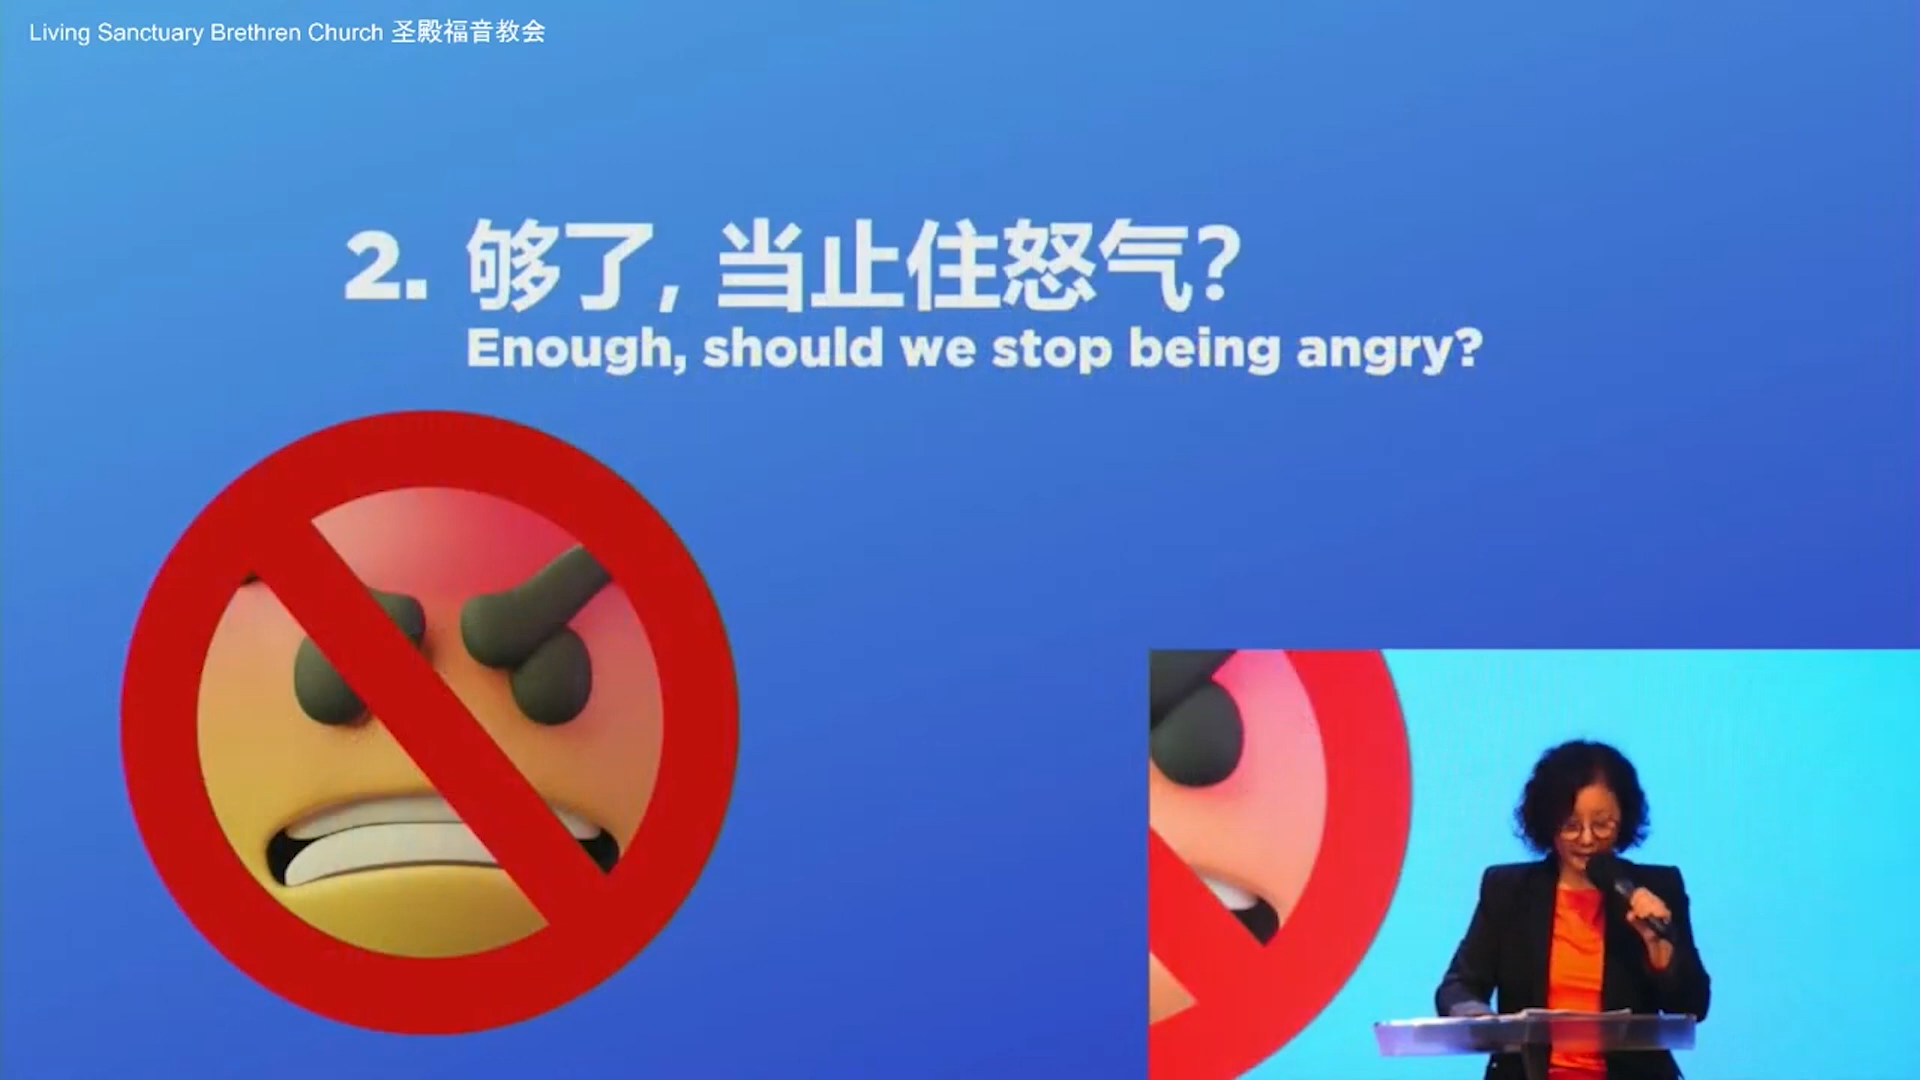 Living Sanctuary Brethren Church 圣殿福音教会
2. 够了, 当止住怒气?
Enough, should we stop being angry?